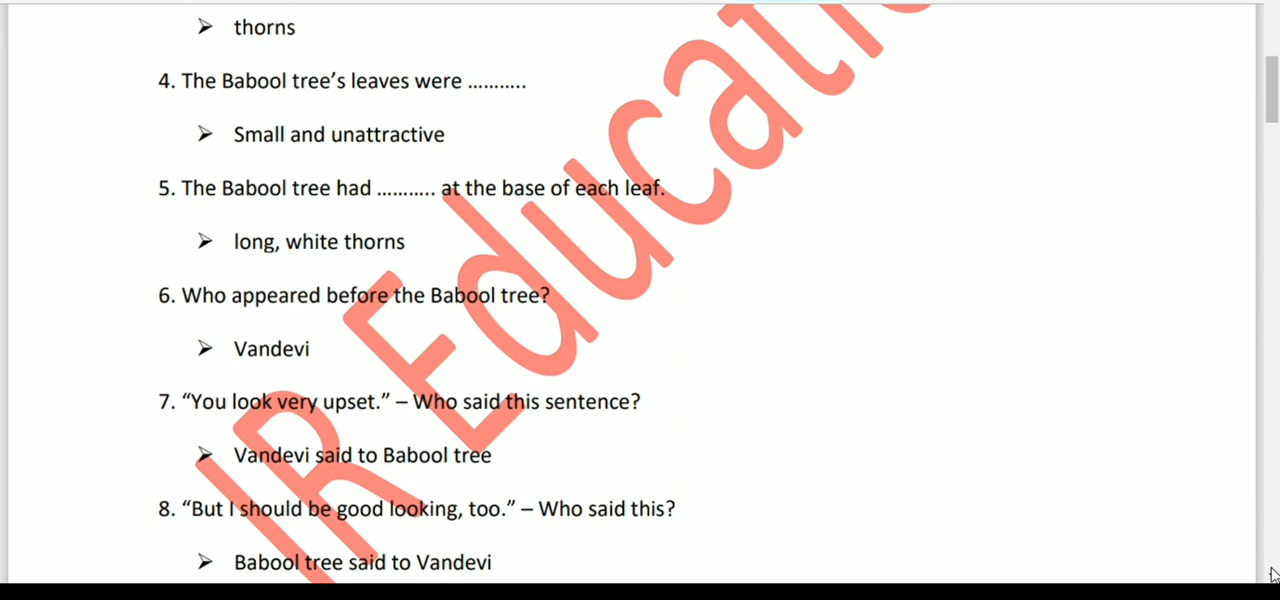 ➢ thorns
4. The Babool tree’s leaves were ...........
➢ Small and unattractive
5. The Babool tree had ........... at the base of each leaf.
➢ long, white thorns
6. Who appeared before the Babool tree?
➢ Vandevi
7. “You look very upset.” – Who said this sentence?
➢ Vandevi said to Babool tree
8. “But I should be good looking, too.” – Who said this?
➢ Babool tree said to Vandevi